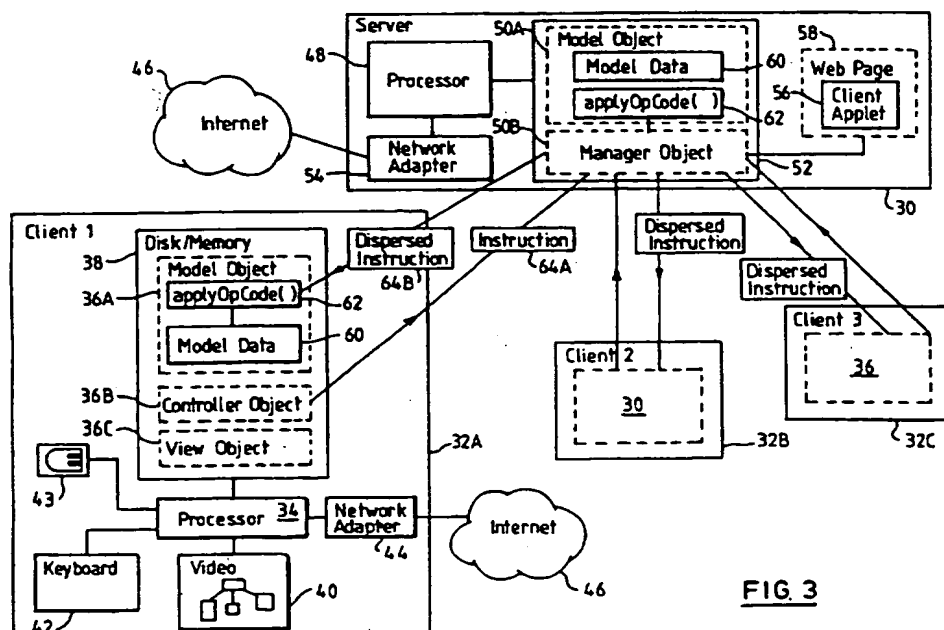 Server
50A
Model Object
Model Data
60
applyOpCode( )
62
48
Processor
50B
Manager Object
52
58
Web Page
56
Client
Applet
46
Internet
54
Network
Adapter
30
Client 1
38
Disk/Memory
Model Object
36A
applyOpCode( )
62
Model Data
60
36B
Controller Object
36C
View Object
32A
43
Processor 34
Network
Adapter
44
Internet
46
Keyboard
42
Video
40
Dispersed
Instruction
64B
Instruction
64A
Dispersed
Instruction
Dispersed
Instruction
Client 2
30
32B
Client 3
36
32C
FIG. 3